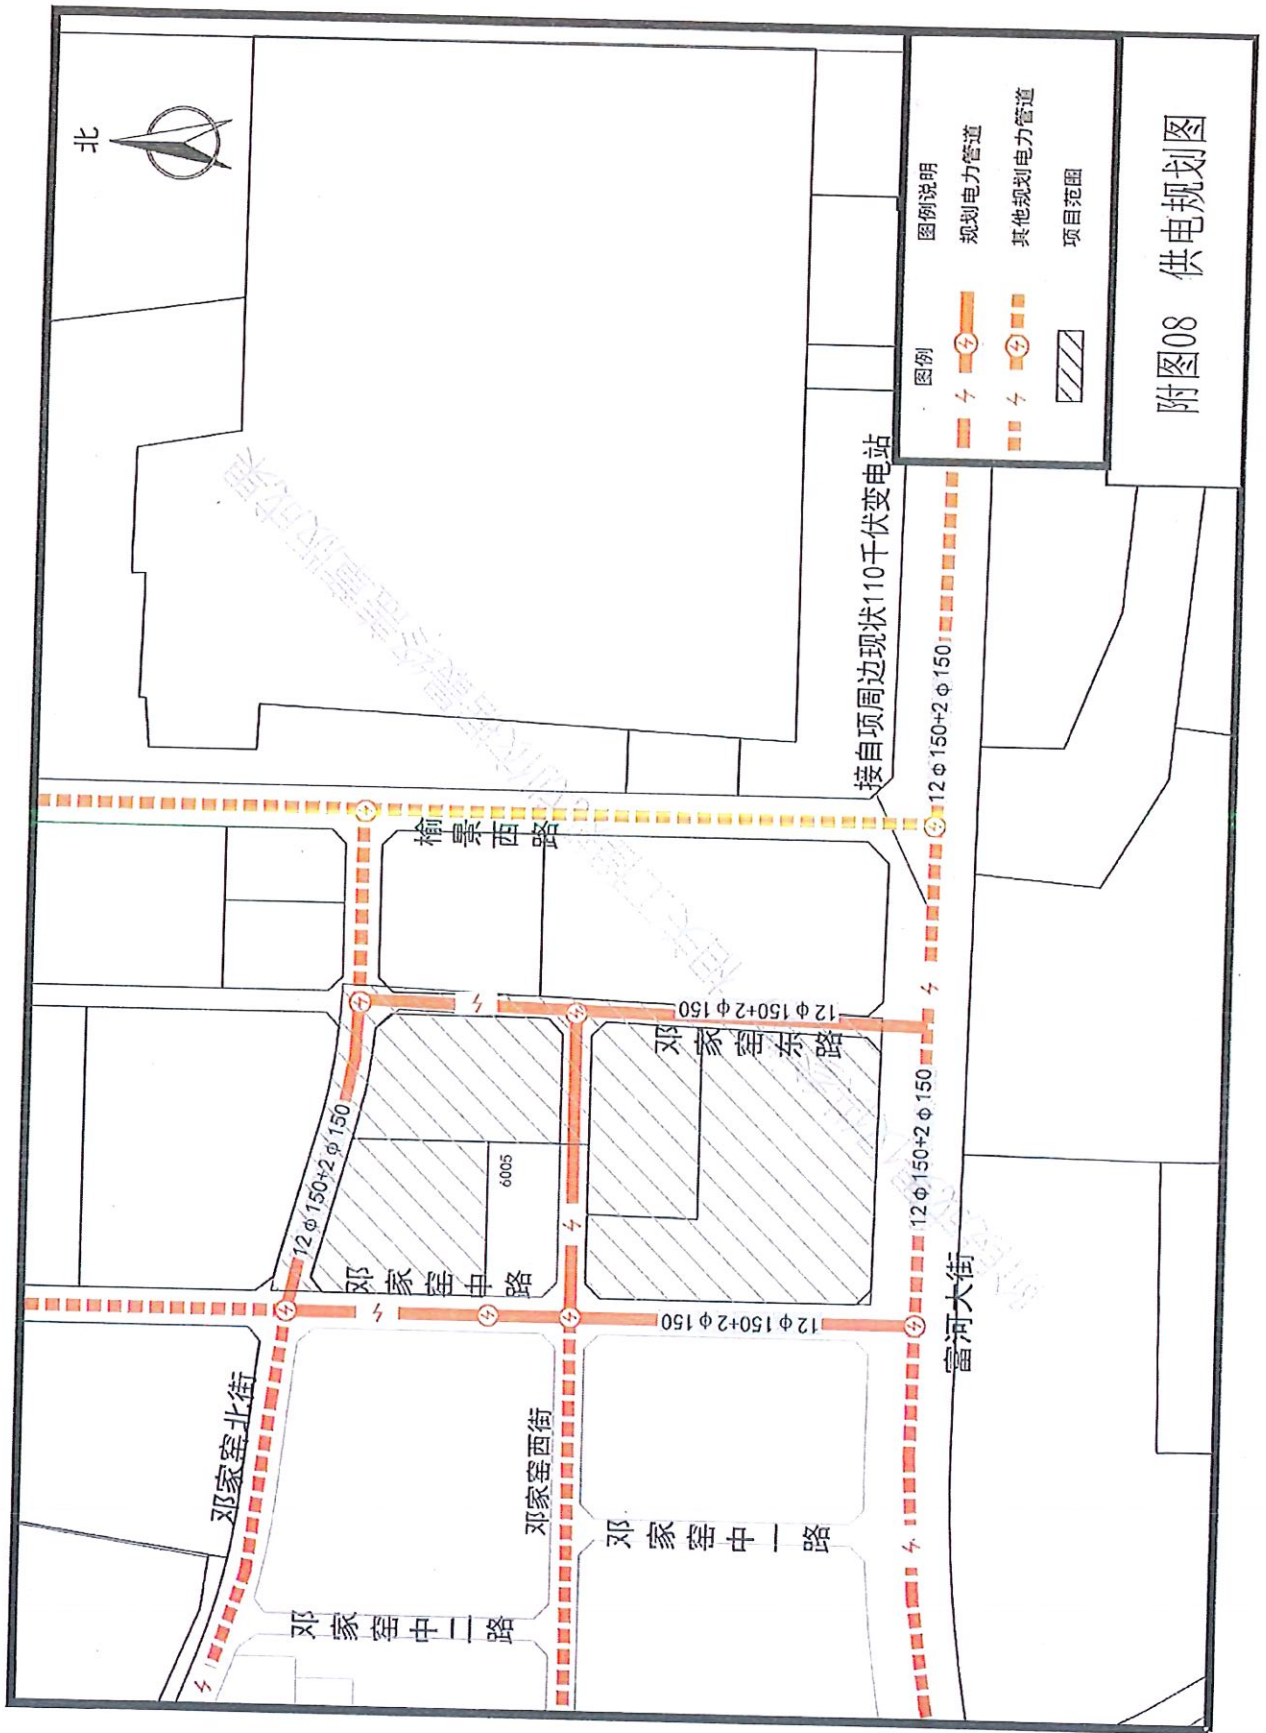 北
榆景西路
接自项周边现状110千伏变电站
12φ150+2φ150
12φ150+2φ150
邓家窑东路
12φ150+2φ150
12φ150+2φ150
6005
邓家窑中路
12φ150+2φ150
富河大街
邓家窑北街
邓家窑西街
邓家窑中一路
邓家窑中二路
图例 图例说明
规划电力管道
其他规划电力管道
项目范围
附图08 供电规划图